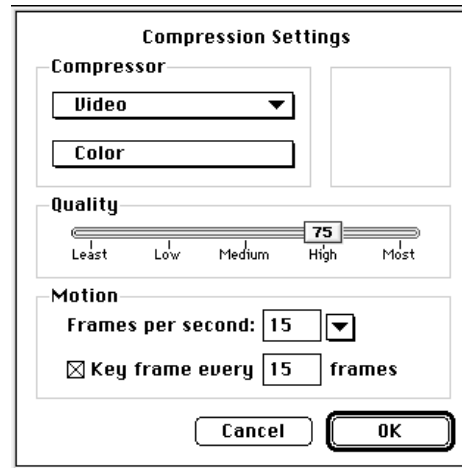 Compression Settings
Compressor
Video
Color
Quality
75
Least Low Medium High Most
Motion
Frames per second: 15
Key frame every 15 frames
Cancel OK